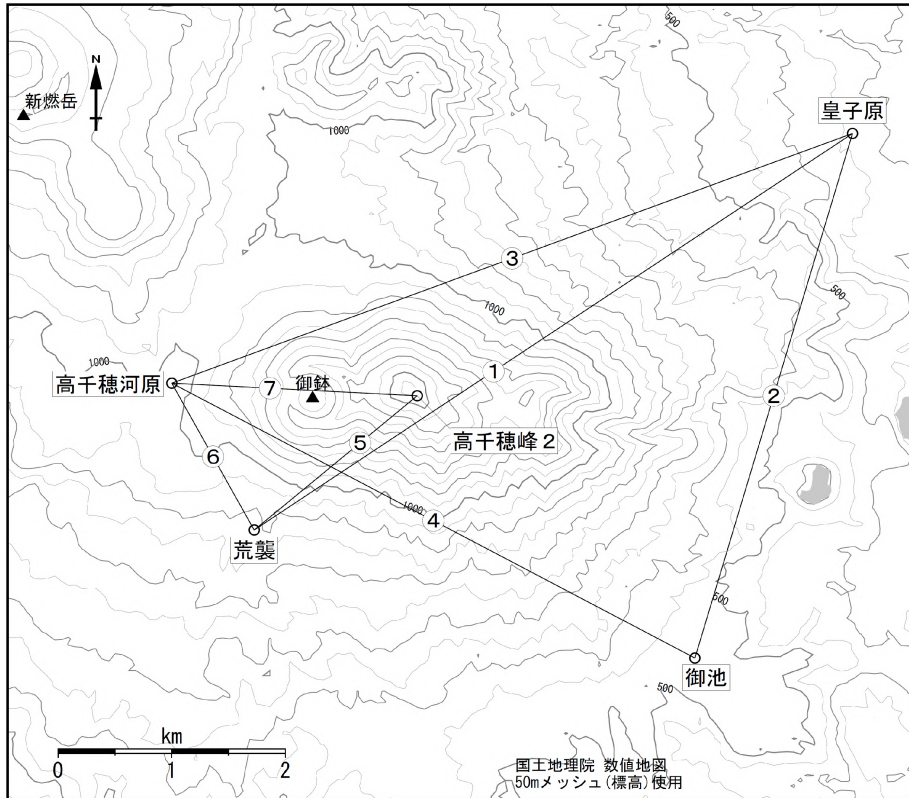 500
N
新燃岳
皇子原
1000
③
500
1000
1000
高千穂河原
⑦
御鉢
①
②
⑤
高千穂峰2
⑥
1000
④
荒襲
500
御池
500
km
0 1 2
国土地理院 数値地図
50mメッシュ(標高)使用